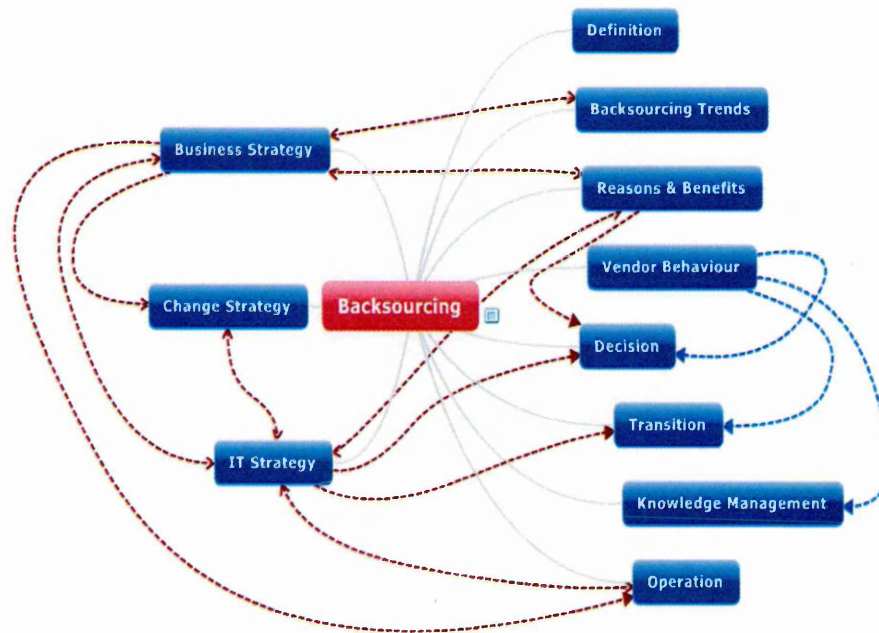 Definition
Backsourcing Trends
Business Strategy
Reasons & Benefits
Vendor Behaviour
Change Strategy
Backsourcing
Decision
Transition
IT Strategy
Knowledge Management
Operation